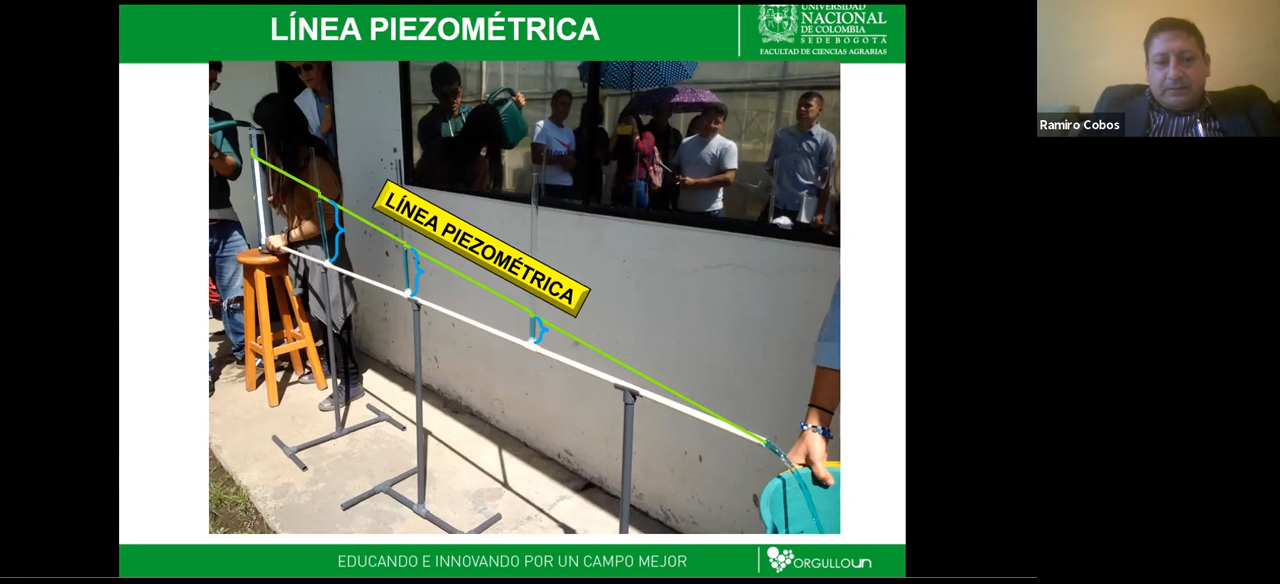 LÍNEA PIEZOMÉTRICA
UNIVERSIDAD
NACIONAL
DE COLOMBIA
SEDE BOGOTÁ
FACULTAD DE CIENCIAS AGRARIAS
LÍNEA PIEZOMÉTRICA
EDUCANDO E INNOVANDO POR UN CAMPO MEJOR
ORGULLOUN
Ramiro Cobos